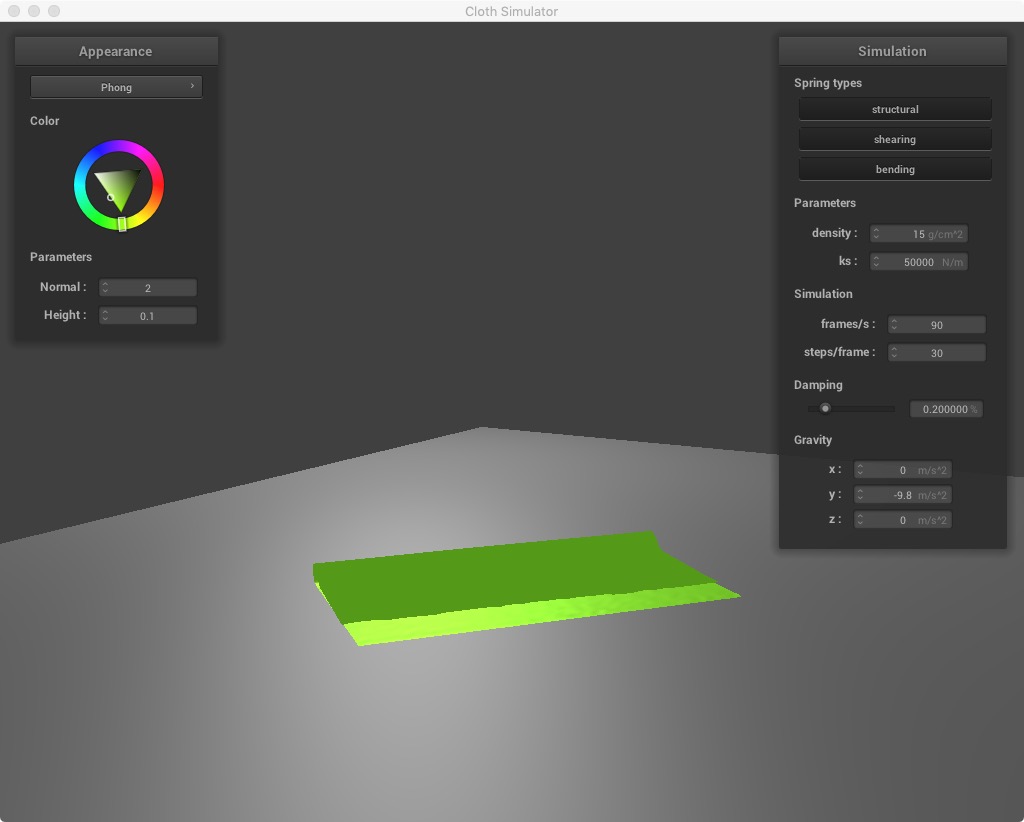 Cloth Simulator
Appearance
Phong
Color
Parameters
Normal : 2
Height : 0.1
Simulation
Spring types
structural
shearing
bending
Parameters
density : 15 g/cm^2
ks : 50000 N/m
Simulation
frames/s : 90
steps/frame : 30
Damping
0.200000 %
Gravity
x : 0 m/s^2
y : -9.8 m/s^2
z : 0 m/s^2